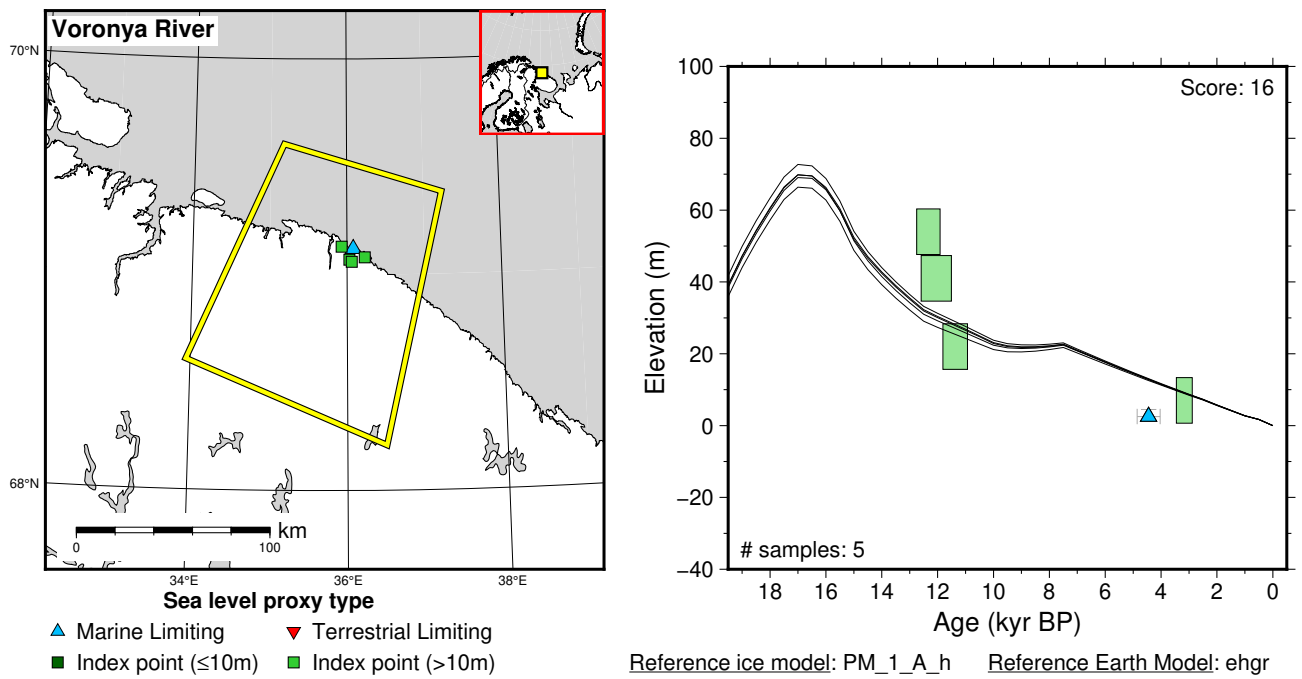 Voronya River
70°N
68°N
km
0
100
34°E
36°E
38°E
Sea level proxy type
Marine Limiting
Terrestrial Limiting
Index point (≤10m)
Index point (>10m)
Score: 16
100
80
60
40
20
0
−20
−40
Elevation (m)
# samples: 5
18
16
14
12
10
8
6
4
2
0
Age (kyr BP)
Reference ice model: PM_1_A_h
Reference Earth Model: ehgr